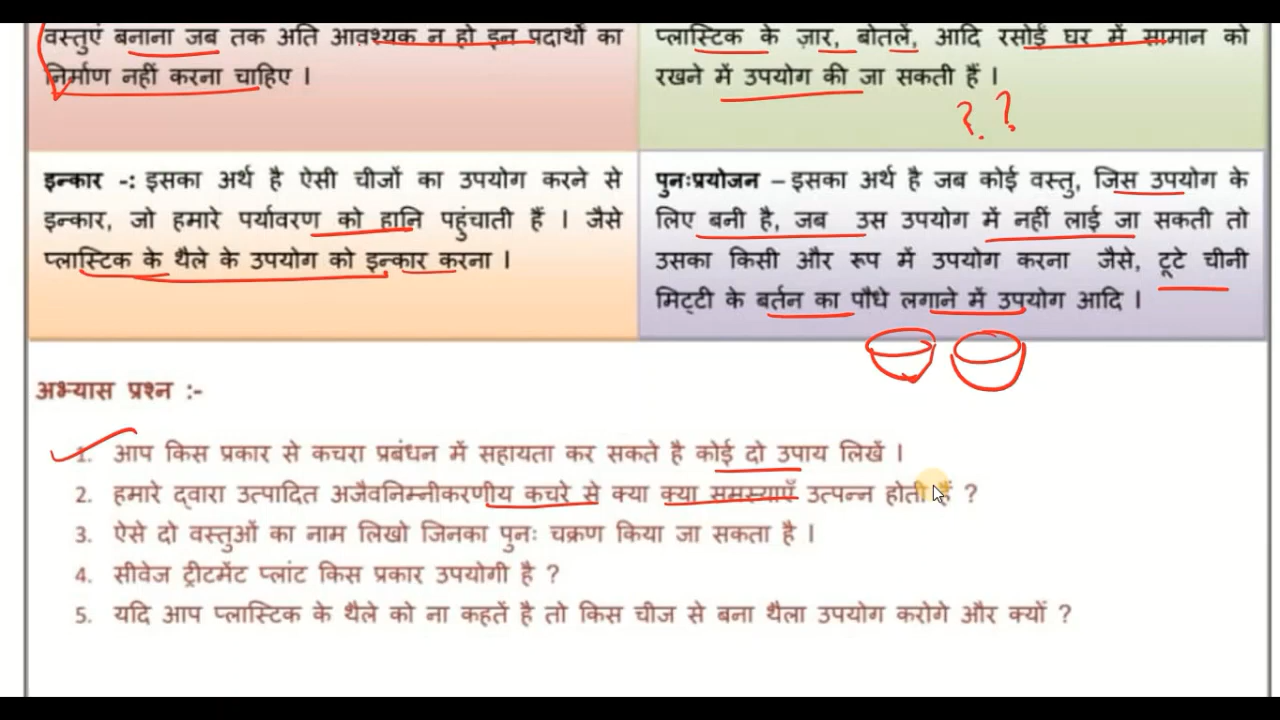 वस्तुएं बनाना जब तक अति आवश्यक न हो इन पदार्थों का
निर्माण नहीं करना चाहिए ।
प्लास्टिक के ज़ार, बोतलें, आदि रसोई घर में सामान को
रखने में उपयोग की जा सकती हैं ।
? ?
इन्कार -: इसका अर्थ है ऐसी चीजों का उपयोग करने से
इन्कार, जो हमारे पर्यावरण को हानि पहुंचाती हैं । जैसे
प्लास्टिक के थैले के उपयोग को इन्कार करना ।
पुनःप्रयोजन – इसका अर्थ है जब कोई वस्तु, जिस उपयोग के
लिए बनी है, जब उस उपयोग में नहीं लाई जा सकती तो
उसका किसी और रूप में उपयोग करना जैसे, टूटे चीनी
मिट्टी के बर्तन का पौधे लगाने में उपयोग आदि ।
अभ्यास प्रश्न :-
1. आप किस प्रकार से कचरा प्रबंधन में सहायता कर सकते है कोई दो उपाय लिखें ।
2. हमारे द्वारा उत्पादित अजैवनिम्नीकरणीय कचरे से क्या क्या समस्याएँ उत्पन्न होती हैं ?
3. ऐसे दो वस्तुओं का नाम लिखो जिनका पुनः चक्रण किया जा सकता है ।
4. सीवेज ट्रीटमेंट प्लांट किस प्रकार उपयोगी है ?
5. यदि आप प्लास्टिक के थैले को ना कहतें है तो किस चीज से बना थैला उपयोग करोगे और क्यों ?